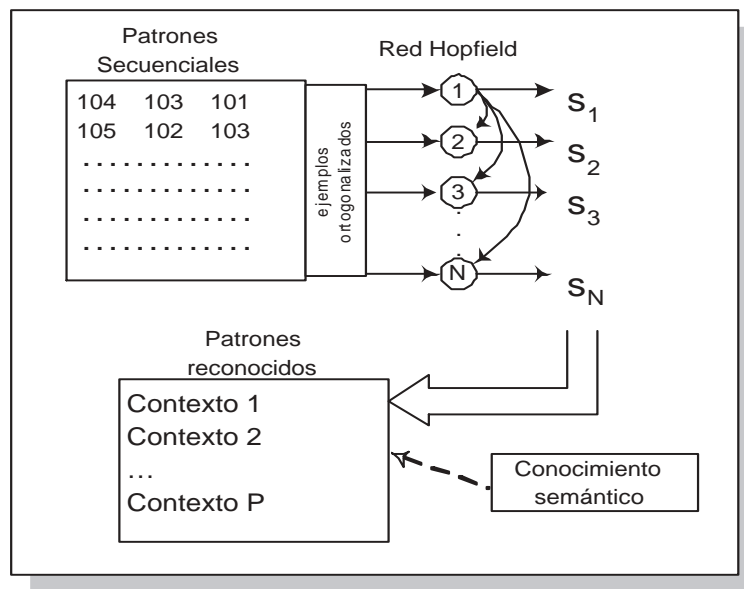 Patrones
Secuenciales
Red Hopfield
104 103 101
105 102 103
. . . . . . . . . . . . .
. . . . . . . . . . . . .
. . . . . . . . . . . . .
. . . . . . . . . . . . .
ejemplos
ortogonalizados
1
2
3
.
.
.
N
S1
S2
S3
SN
Patrones
reconocidos
Contexto 1
Contexto 2
...
Contexto P
Conocimiento
semántico